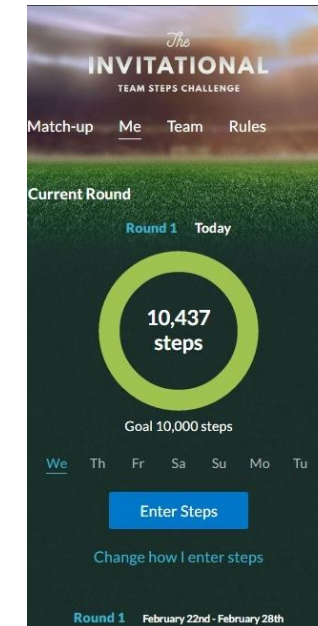 The
INVITATIONAL
TEAM STEPS CHALLENGE
Match-up Me Team Rules
Current Round
Round 1 Today
10,437
steps
Goal 10,000 steps
We Th Fr Sa Su Mo Tu
Enter Steps
Change how I enter steps
Round 1 February 22nd - February 28th